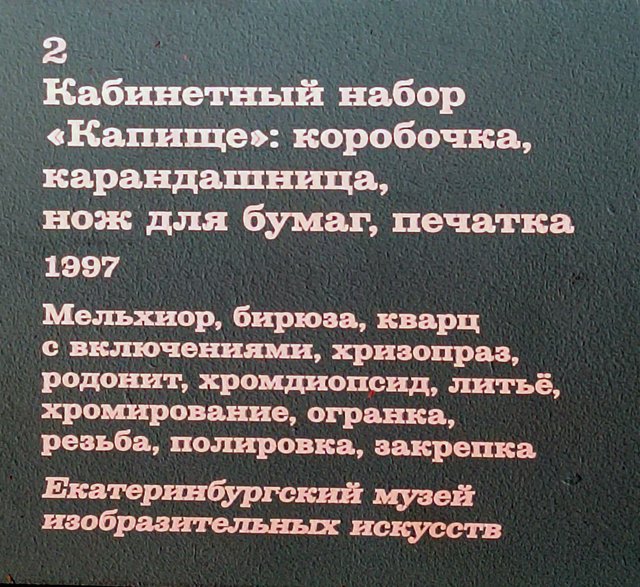 2
Кабинетный набор
«Капище»: коробочка,
карандашница,
нож для бумаг, печатка
1997
Мельхиор, бирюза, кварц
с включениями, хризопраз,
родонит, хромдиопсид, литьё,
хромирование, огранка,
резьба, полировка, закрепка
Екатеринбургский музей
изобразительных искусств